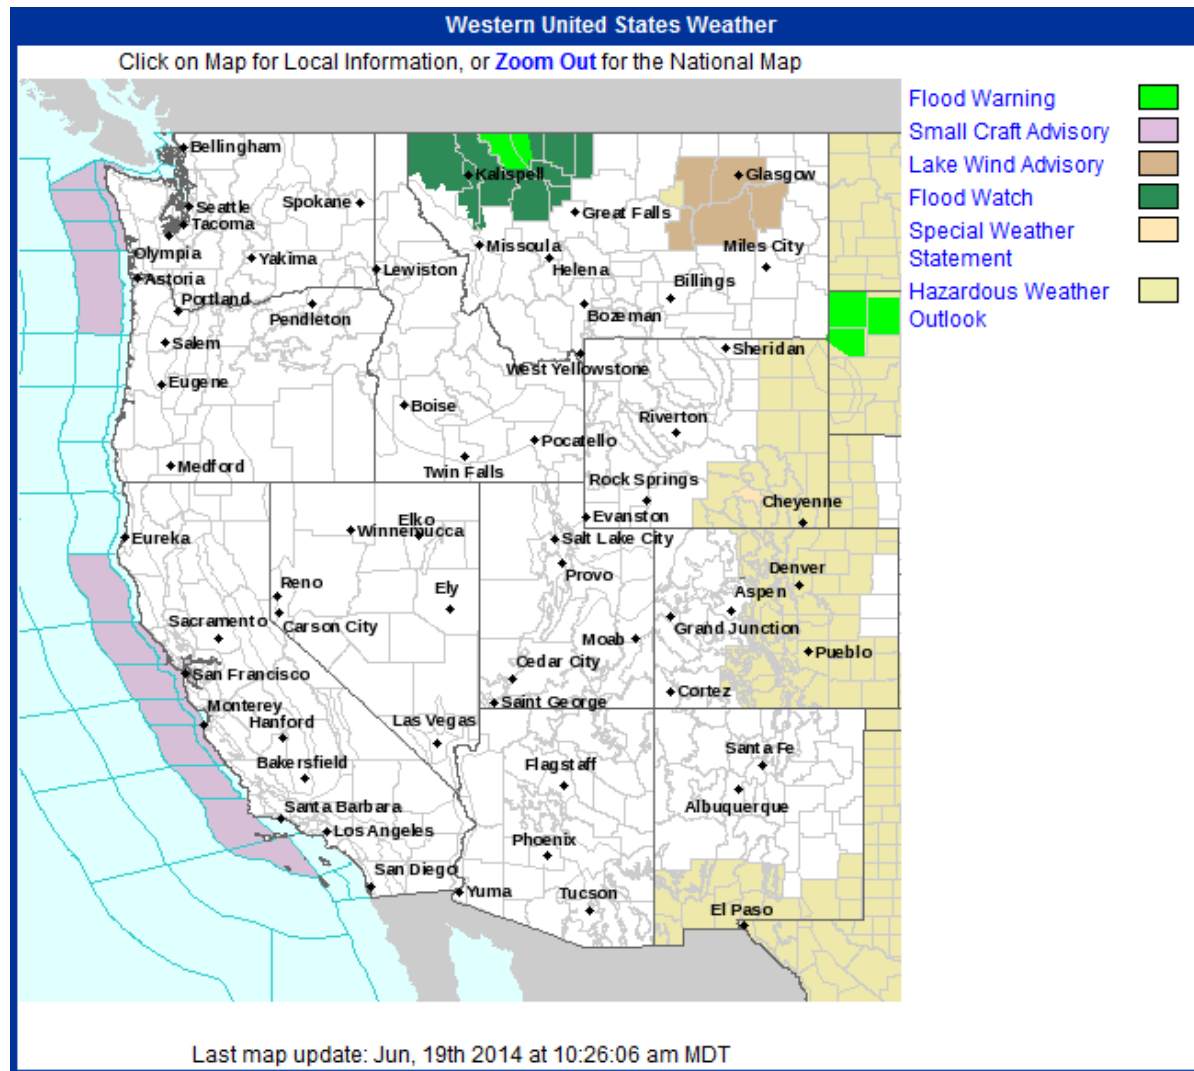 Western United States Weather
Click on Map for Local Information, or Zoom Out for the National Map
Flood Warning
Small Craft Advisory
Lake Wind Advisory
Flood Watch
Special Weather
Statement
Hazardous Weather
Outlook
Bellingham
Kalispell
Glasgow
Spokane
Seattle
Great Falls
Tacoma
Olympia
Missoula
Miles City
Yakima
Lewiston
Helena
Astoria
Billings
Portland
Pendleton
Bozeman
Salem
Sheridan
West Yellowstone
Eugene
Boise
Riverton
Pocatello
Medford
Twin Falls
Rock Springs
Cheyenne
Elko
Evanston
Winnemucca
Eureka
Salt Lake City
Denver
Provo
Reno
Ely
Aspen
Sacramento
Carson City
Grand Junction
Moab
Pueblo
Cedar City
San Francisco
Cortez
Monterey
Saint George
Hanford
Las Vegas
Santa Fe
Bakersfield
Flagstaff
Santa Barbara
Albuquerque
Los Angeles
Phoenix
San Diego
Yuma
Tucson
El Paso
Last map update: Jun, 19th 2014 at 10:26:06 am MDT